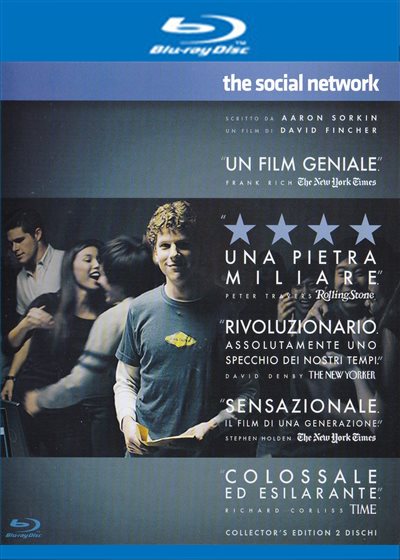 Blu-ray Disc
the social network
SCRITTO DA AARON SORKIN
UN FILM DI DAVID FINCHER
"UN FILM GENIALE."
FRANK RICH The New York Times
"★★★★
UNA PIETRA
MILIARE."
PETER TRAVERS RollingStone
"RIVOLUZIONARIO.
ASSOLUTAMENTE UNO
SPECCHIO DEI NOSTRI TEMPI."
DAVID DENBY THE NEW YORKER
"SENSAZIONALE.
IL FILM DI UNA GENERAZIONE."
STEPHEN HOLDEN The New York Times
"COLOSSALE
ED ESILARANTE."
RICHARD CORLISS TIME
Blu-ray Disc
COLLECTOR'S EDITION 2 DISCHI